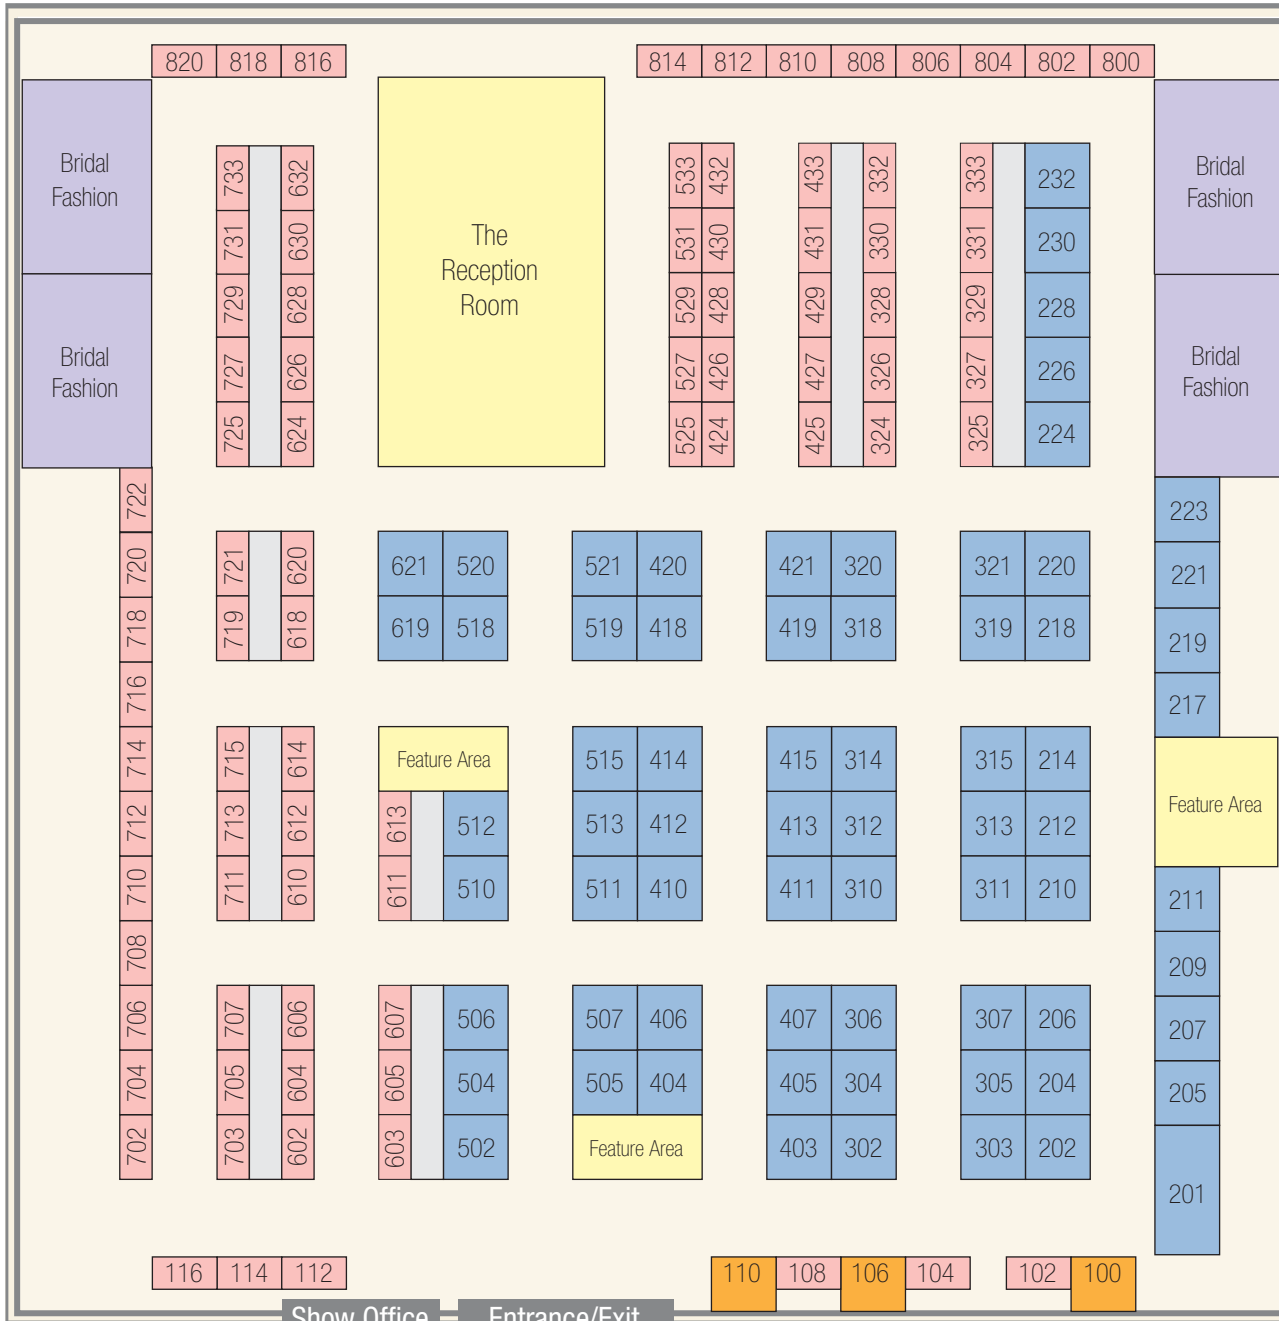 820 818 816
814 812 810 808 806 804 802 800
Bridal
Fashion
Bridal
Fashion
The
Reception
Room
Bridal
Fashion
Bridal
Fashion
733 632 533 432 433 332 333 232
731 630 531 430 431 330 331 230
729 628 529 428 429 328 329 228
727 626 527 426 427 326 327 226
725 624 525 424 425 324 325 224
722 223
720 721 620 621 520 521 420 421 320 321 220 221
718 719 618 619 518 519 418 419 318 319 218 219
716 217
714 715 614 Feature Area 515 414 415 314 315 214
712 713 612 613 512 513 412 413 312 313 212 Feature Area
710 711 610 611 510 511 410 411 310 311 210 211
708 209
706 707 606 607 506 507 406 407 306 307 206 207
704 705 604 605 504 505 404 405 304 305 204 205
702 703 602 603 502 Feature Area 403 302 303 202
201
116 114 112 110 108 106 104 102 100
Show Office Entrance/Exit